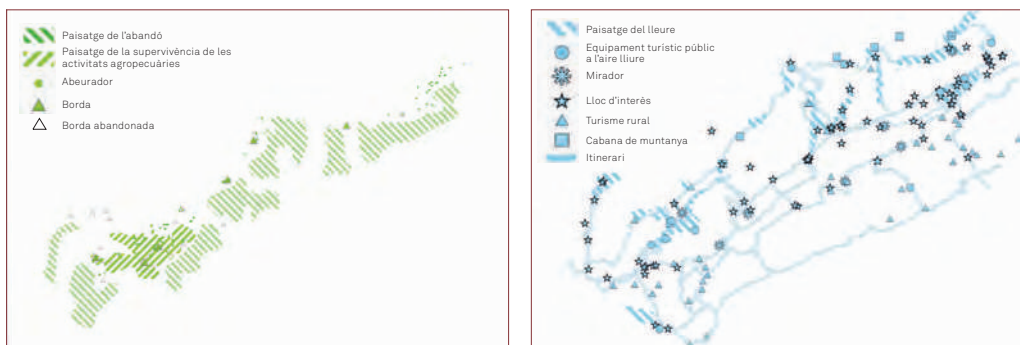 Paisatge de l'abandó
Paisatge de la supervivència de les
activitats agropecuàries
Abeurador
Borda
Borda abandonada
Paisatge del lleure
Equipament turístic públic
a l'aire lliure
Mirador
Lloc d'interès
Turisme rural
Cabana de muntanya
Itinerari